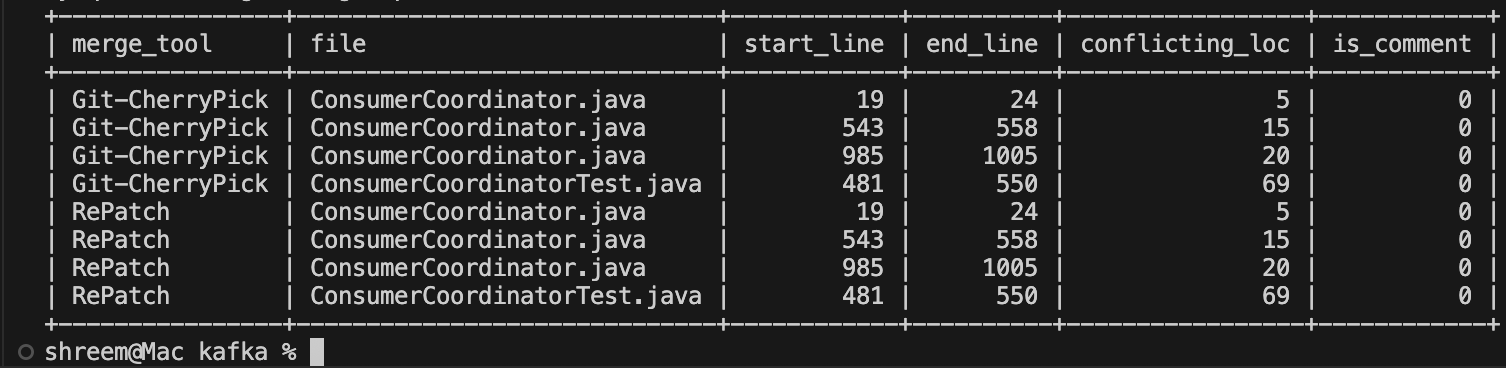 +----------------+------------------------------+------------+----------+-----------------+------------+
| merge_tool     | file                         | start_line | end_line | conflicting_loc | is_comment |
+----------------+------------------------------+------------+----------+-----------------+------------+
| Git-CherryPick | ConsumerCoordinator.java     |         19 |       24 |               5 |          0 |
| Git-CherryPick | ConsumerCoordinator.java     |        543 |      558 |              15 |          0 |
| Git-CherryPick | ConsumerCoordinator.java     |        985 |     1005 |              20 |          0 |
| Git-CherryPick | ConsumerCoordinatorTest.java |        481 |      550 |              69 |          0 |
| RePatch        | ConsumerCoordinator.java     |         19 |       24 |               5 |          0 |
| RePatch        | ConsumerCoordinator.java     |        543 |      558 |              15 |          0 |
| RePatch        | ConsumerCoordinator.java     |        985 |     1005 |              20 |          0 |
| RePatch        | ConsumerCoordinatorTest.java |        481 |      550 |              69 |          0 |
+----------------+------------------------------+------------+----------+-----------------+------------+
shreem@Mac kafka %